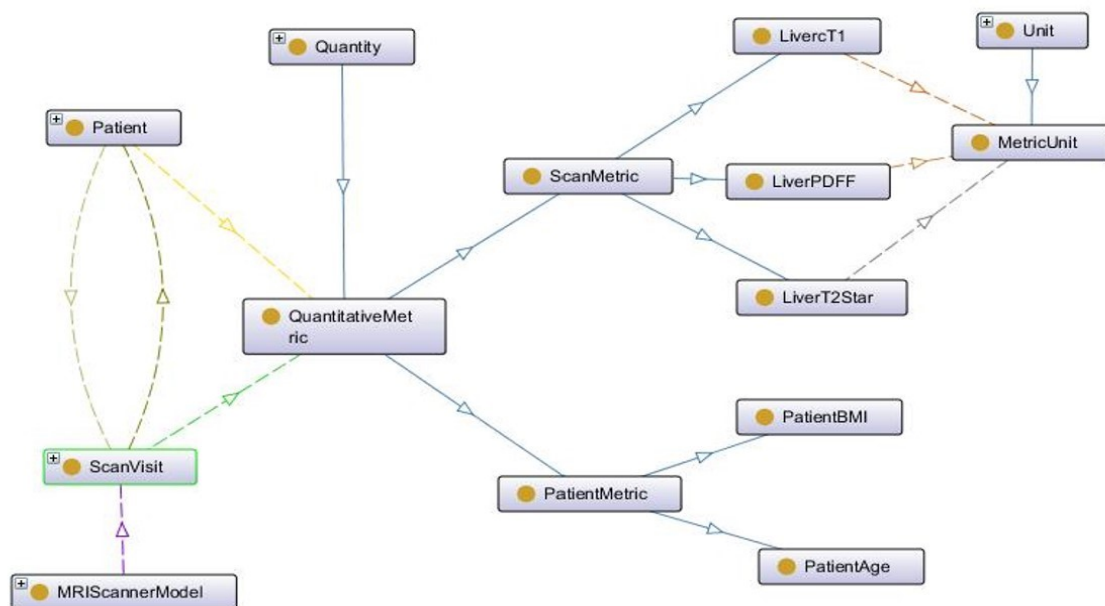 Quantity
LivercT1
Unit
Patient
MetricUnit
ScanMetric
LiverPDFF
LiverT2Star
QuantitativeMet
ric
PatientBMI
ScanVisit
PatientMetric
PatientAge
MRIScannerModel